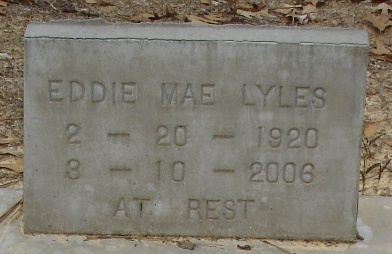 EDDIE MAE LYLES
2 - 20 - 1920
3 - 10 - 2006
AT REST